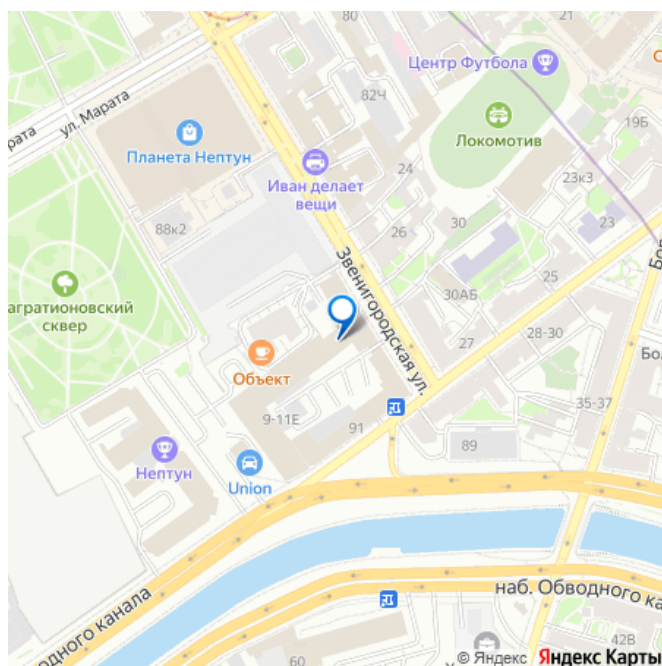 80
21
Центр Футбола
82Ч
19Б
ул. Марата
рата
Планета Нептун
Локомотив
Иван делает
вещи
24
23к3
88к2
30
23
26
Звенигородская ул.
25
агратионовский
сквер
30АБ
28-30
27
Объект
35-37
9-11Е
91
89
Нептун
Union
одного канала
наб. Обводного ка
42В
60
© Яндекс Яндекс Карты